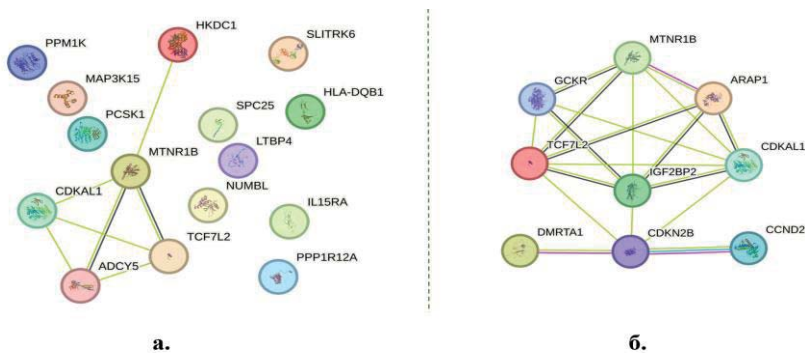 HKDC1
SLITRK6
PPM1K
MAP3K15
HLA-DQB1
SPC25
PCSK1
LTBP4
MTNR1B
NUMBL
CDKAL1
IL15RA
TCF7L2
ADCY5
PPP1R12A
а.
MTNR1B
GCKR
ARAP1
TCF7L2
CDKAL1
IGF2BP2
DMRTA1
CDKN2B
CCND2
б.